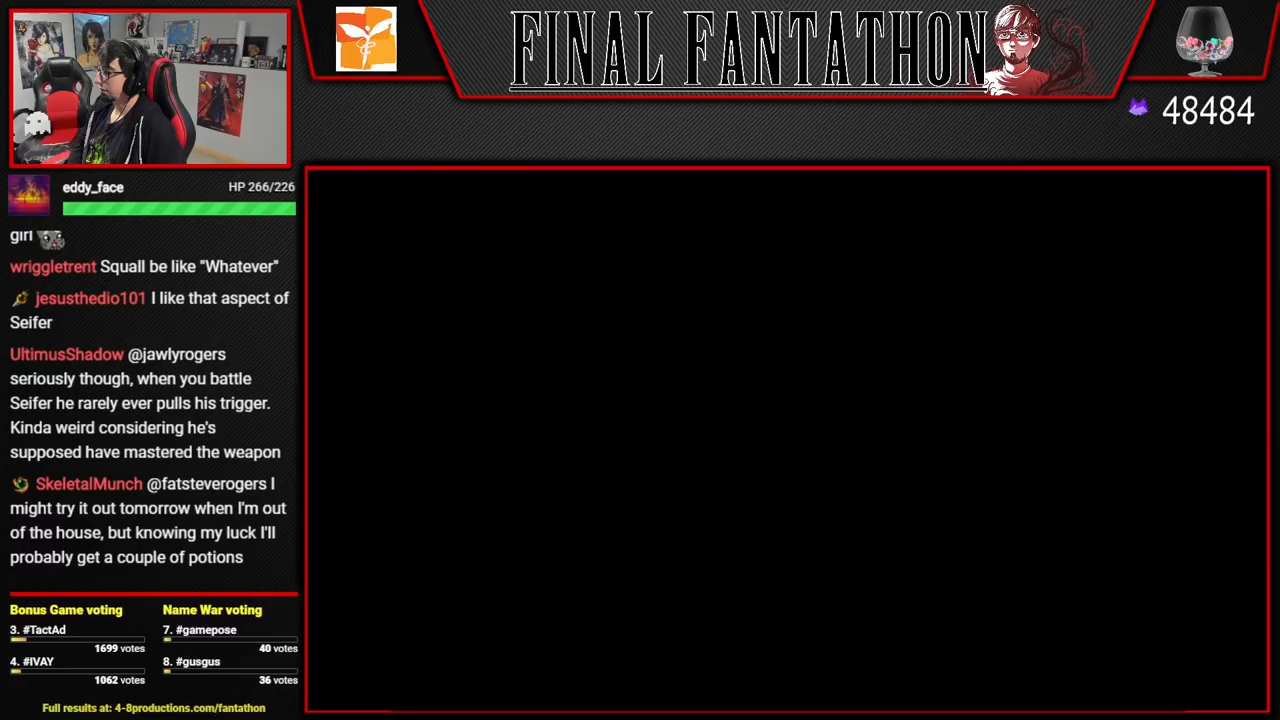 FINAL FANTATHON
48484
eddy_face HP 266/226
girl
wriggletrent Squall be like "Whatever"
jesusthedio101 I like that aspect of
Seifer
UltimusShadow @jawlyrogers
seriously though, when you battle
Seifer he rarely ever pulls his trigger.
Kinda weird considering he's
supposed have mastered the weapon
SkeletalMunch @fatsteverogers I
might try it out tomorrow when I'm out
of the house, but knowing my luck I'll
probably get a couple of potions
Bonus Game voting
3. #TactAd
1699 votes
4. #IVAY
1062 votes
Name War voting
7. #gamepose
40 votes
8. #gusgus
36 votes
Full results at: 4-8productions.com/fantathon